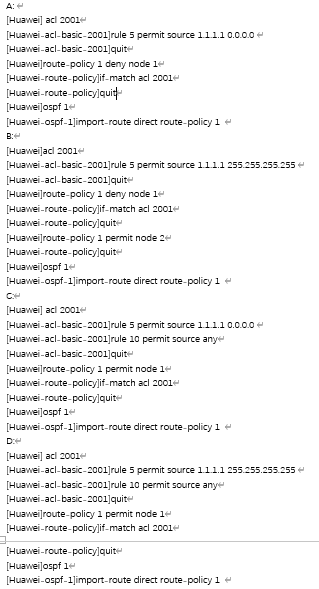 A:
[Huawei] acl 2001
[Huawei-acl-basic-2001]rule 5 permit source 1.1.1.1 0.0.0.0
[Huawei-acl-basic-2001]quit
[Huawei]route-policy 1 deny node 1
[Huawei-route-policy]if-match acl 2001
[Huawei-route-policy]quit
[Huawei]ospf 1
[Huawei-ospf-1]import-route direct route-policy 1
B:
[Huawei]acl 2001
[Huawei-acl-basic-2001]rule 5 permit source 1.1.1.1 255.255.255.255
[Huawei-acl-basic-2001]quit
[Huawei]route-policy 1 deny node 1
[Huawei-route-policy]if-match acl 2001
[Huawei-route-policy]quit
[Huawei]route-policy 1 permit node 2
[Huawei-route-policy]quit
[Huawei]ospf 1
[Huawei-ospf-1]import-route direct route-policy 1
C:
[Huawei] acl 2001
[Huawei-acl-basic-2001]rule 5 permit source 1.1.1.1 0.0.0.0
[Huawei-acl-basic-2001]rule 10 permit source any
[Huawei-acl-basic-2001]quit
[Huawei]route-policy 1 permit node 1
[Huawei-route-policy]if-match acl 2001
[Huawei-route-policy]quit
[Huawei]ospf 1
[Huawei-ospf-1]import-route direct route-policy 1
D:
[Huawei] acl 2001
[Huawei-acl-basic-2001]rule 5 permit source 1.1.1.1 255.255.255.255
[Huawei-acl-basic-2001]rule 10 permit source any
[Huawei-acl-basic-2001]quit
[Huawei]route-policy 1 permit node 1
[Huawei-route-policy]if-match acl 2001
[Huawei-route-policy]quit
[Huawei]ospf 1
[Huawei-ospf-1]import-route direct route-policy 1